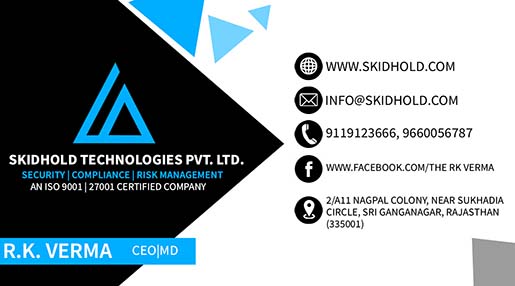 SKIDHOLD TECHNOLOGIES PVT. LTD.
SECURITY | COMPLIANCE | RISK MANAGEMENT
AN ISO 9001 | 27001 CERTIFIED COMPANY
R.K. VERMA CEO|MD
WWW.SKIDHOLD.COM
INFO@SKIDHOLD.COM
9119123666, 9660056787
WWW.FACEBOOK.COM/THE RK VERMA
2/A11 NAGPAL COLONY, NEAR SUKHADIA
CIRCLE, SRI GANGANAGAR, RAJASTHAN
(335001)